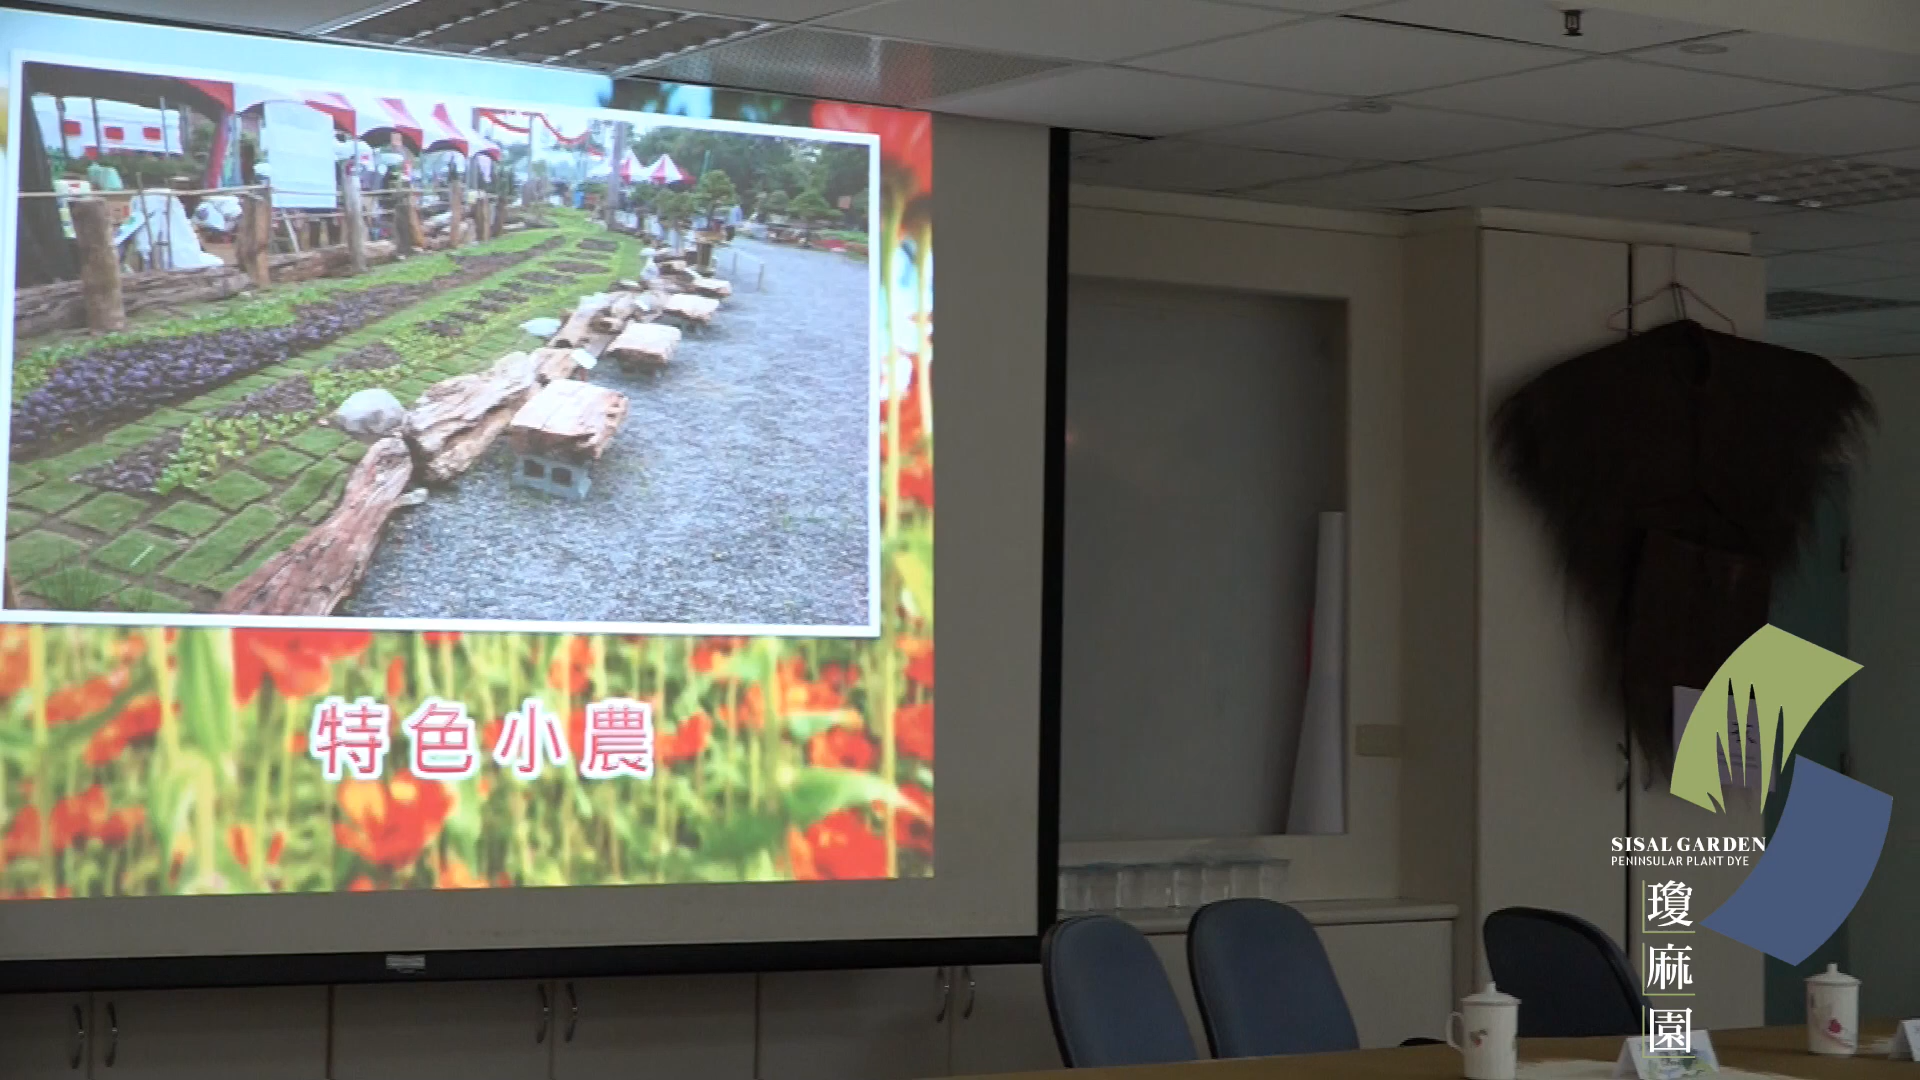 特色小農
SISAL GARDEN
PENINSULAR PLANT DYE
瓊麻園